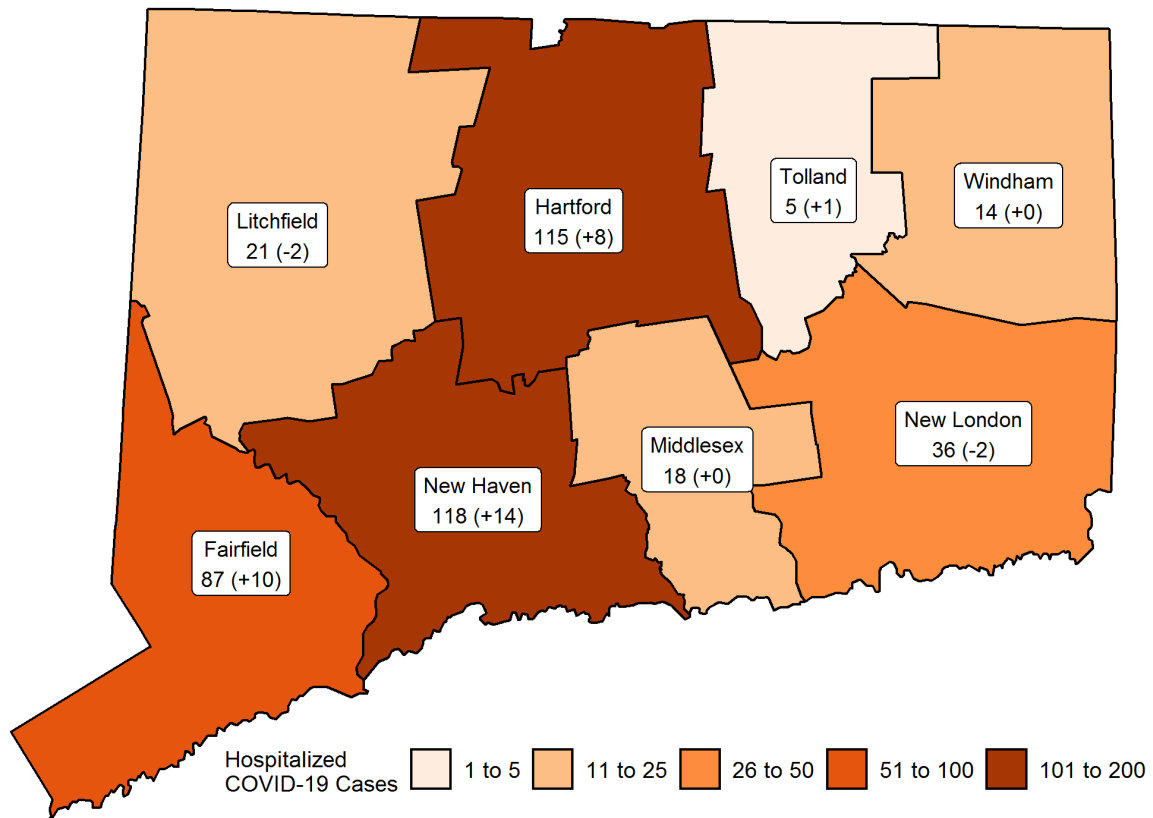 Tolland
5 (+1)
Windham
14 (+0)
Hartford
115 (+8)
Litchfield
21 (-2)
New London
36 (-2)
Middlesex
18 (+0)
New Haven
118 (+14)
Fairfield
87 (+10)
Hospitalized
COVID-19 Cases
1 to 5
11 to 25
26 to 50
51 to 100
101 to 200